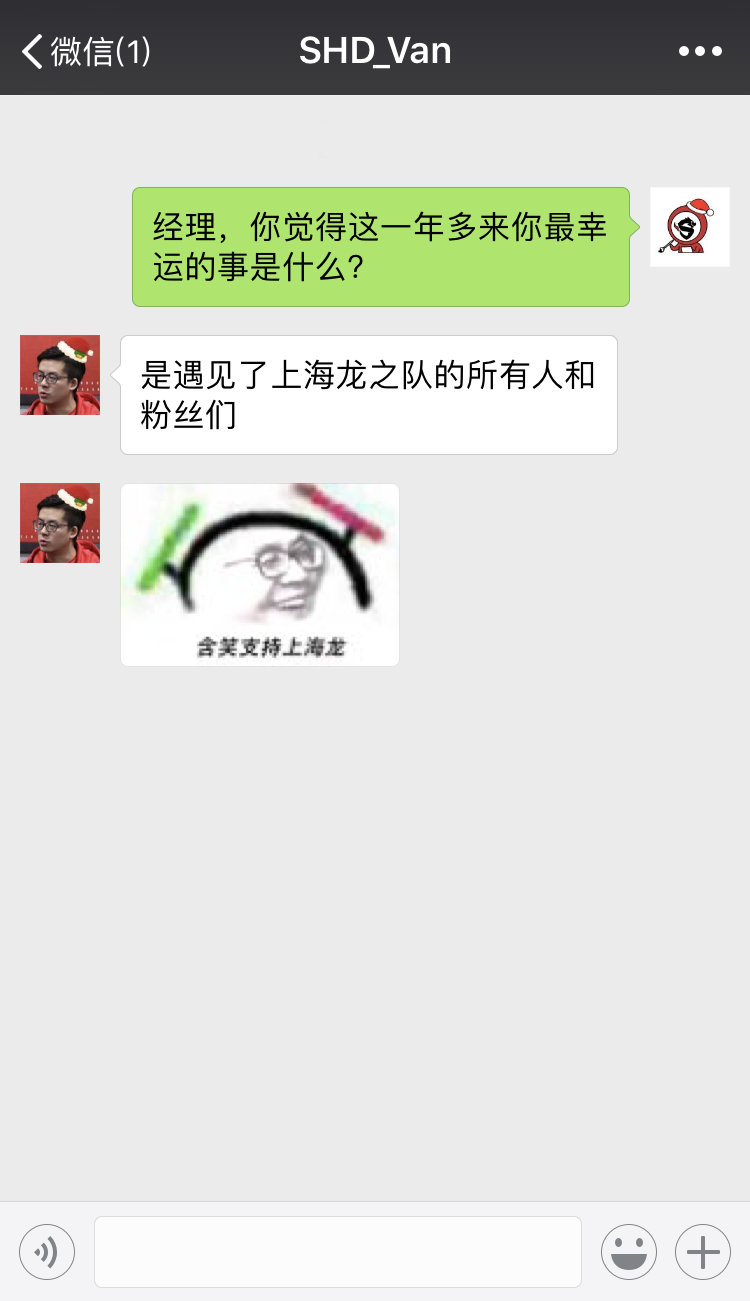 微信(1)
SHD_Van
经理，你觉得这一年多来你最幸
运的事是什么？
是遇见了上海龙之队的所有人和
粉丝们
含笑支持上海龙